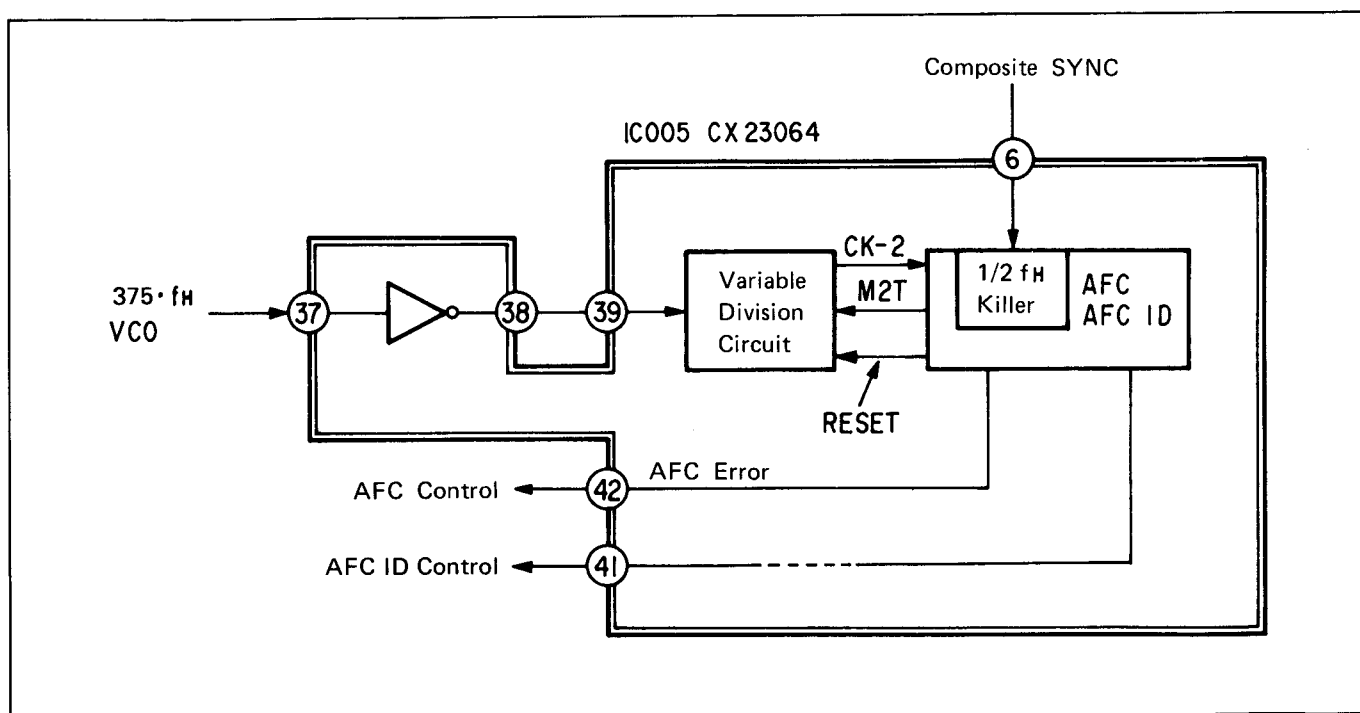 Composite SYNC
IC005 CX23064
6
375·fH
VCO
37
38
39
Variable
Division
Circuit
CK-2
M2T
RESET
1/2 fH
Killer
AFC
AFC ID
AFC Control
42
AFC Error
AFC ID Control
41